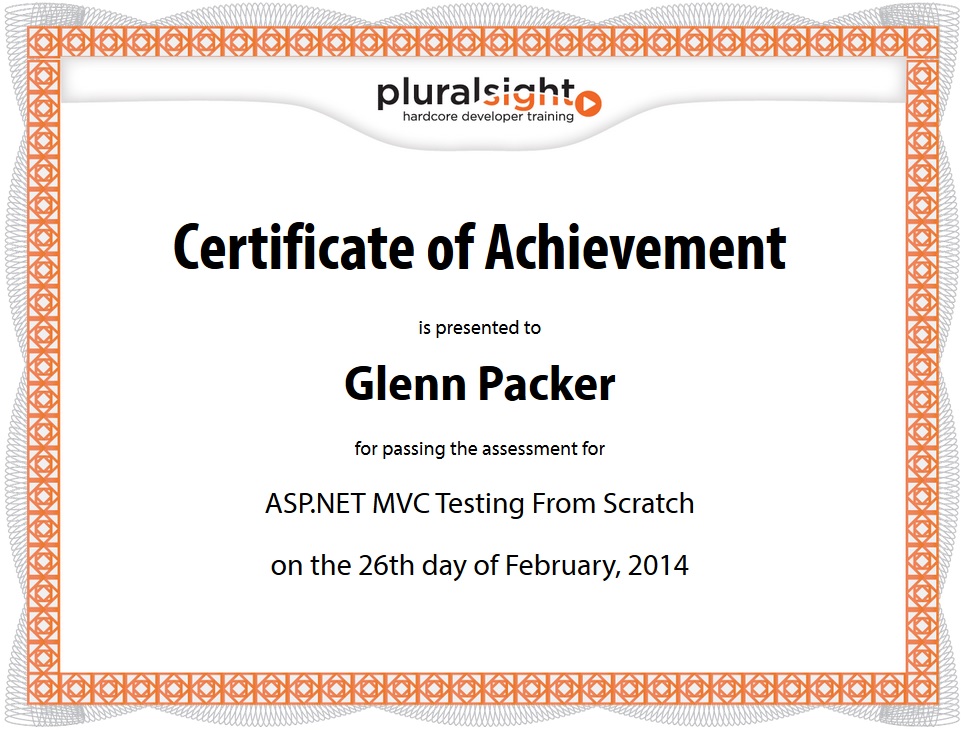 pluralsight
hardcore developer training
Certificate of Achievement
is presented to
Glenn Packer
for passing the assessment for
ASP.NET MVC Testing From Scratch
on the 26th day of February, 2014